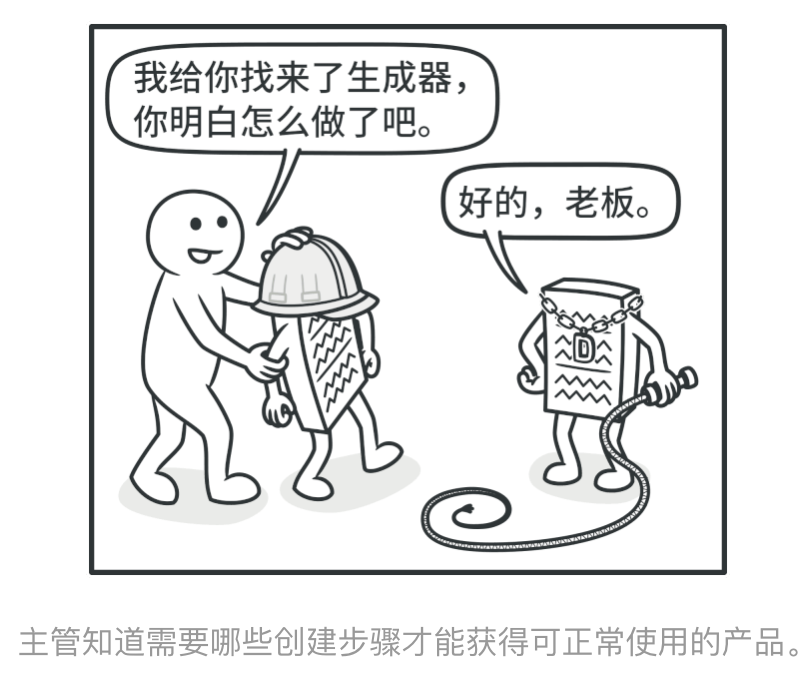 我给你找来了生成器，
你明白怎么做了吧。
好的，老板。
D
主管知道需要哪些创建步骤才能获得可正常使用的产品。